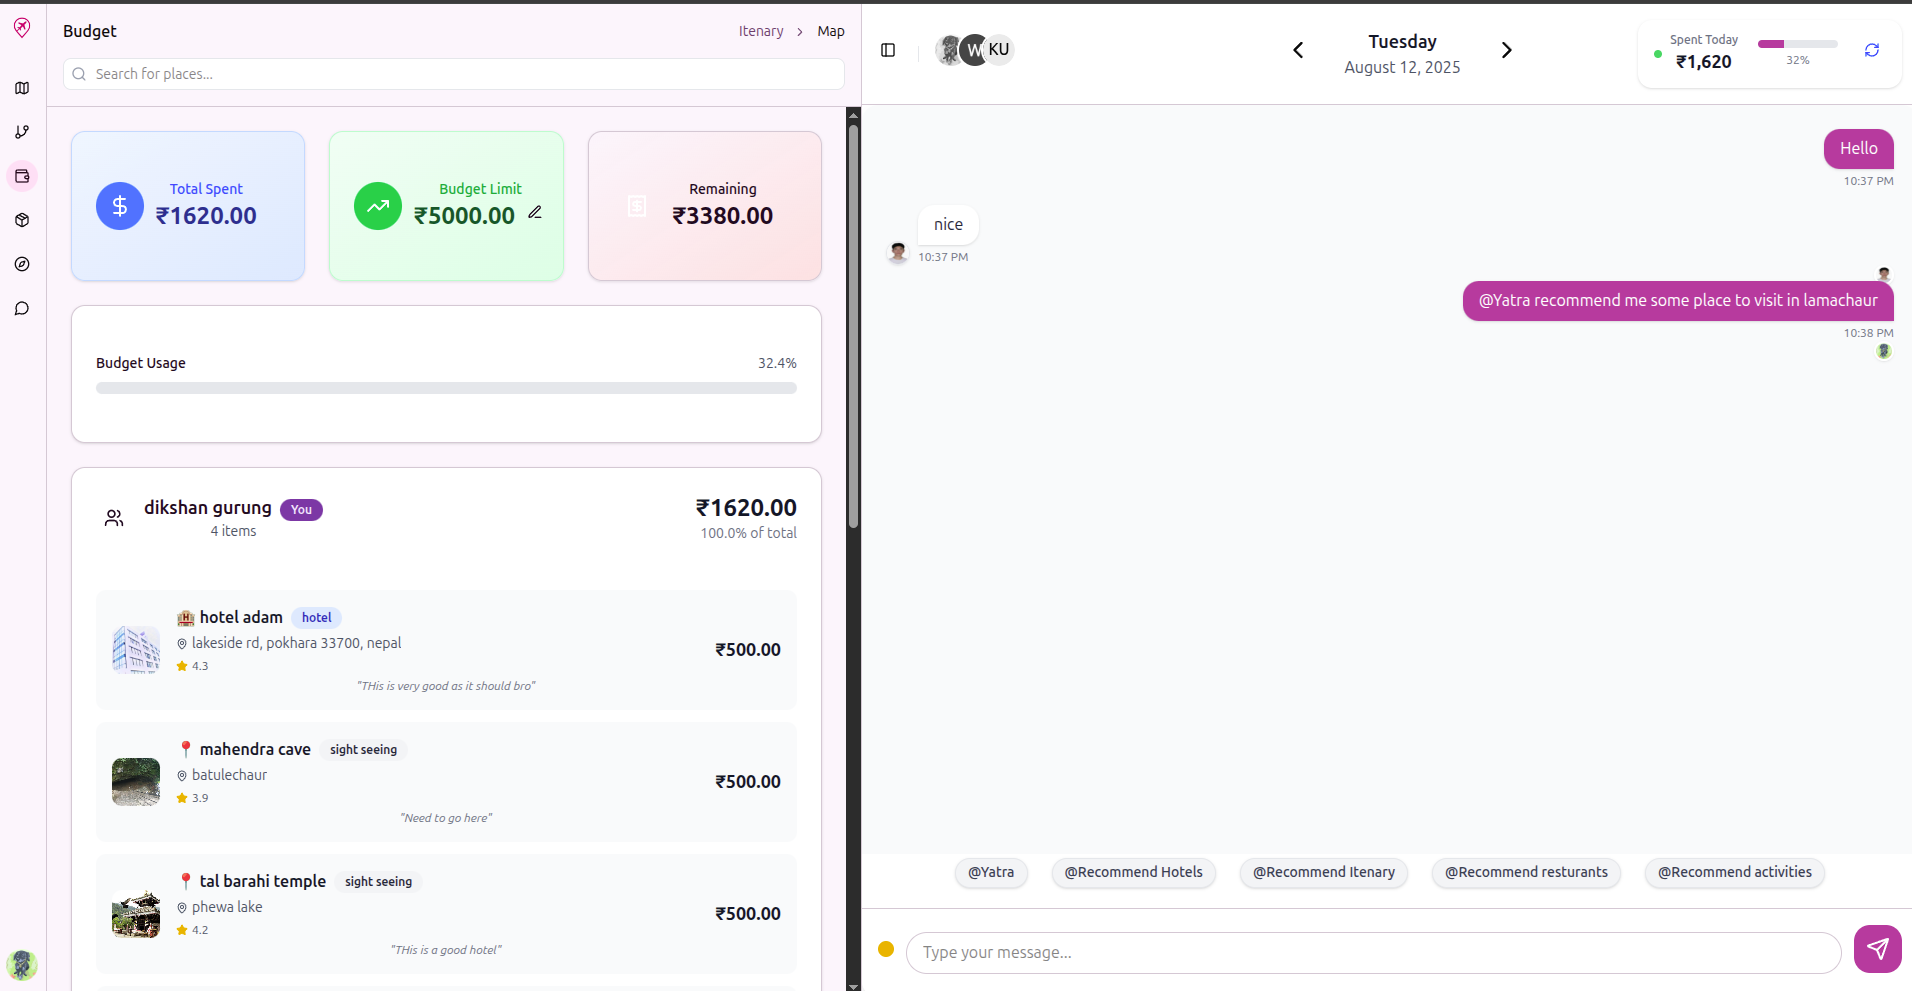 Budget
Itenary > Map
Search for places...
Total Spent
₹1620.00
Budget Limit
₹5000.00
Remaining
₹3380.00
Budget Usage
32.4%
dikshan gurung You
4 items
₹1620.00
100.0% of total
hotel adam hotel
lakeside rd, pokhara 33700, nepal
4.3
"THis is very good as it should bro"
₹500.00
mahendra cave sight seeing
batulechaur
3.9
"Need to go here"
₹500.00
tal barahi temple sight seeing
phewa lake
4.2
"THis is a good hotel"
₹500.00
W KU
Tuesday
August 12, 2025
Spent Today
₹1,620
32%
Hello
10:37 PM
nice
10:37 PM
@Yatra recommend me some place to visit in lamachaur
10:38 PM
@Yatra
@Recommend Hotels
@Recommend Itenary
@Recommend resturants
@Recommend activities
Type your message...